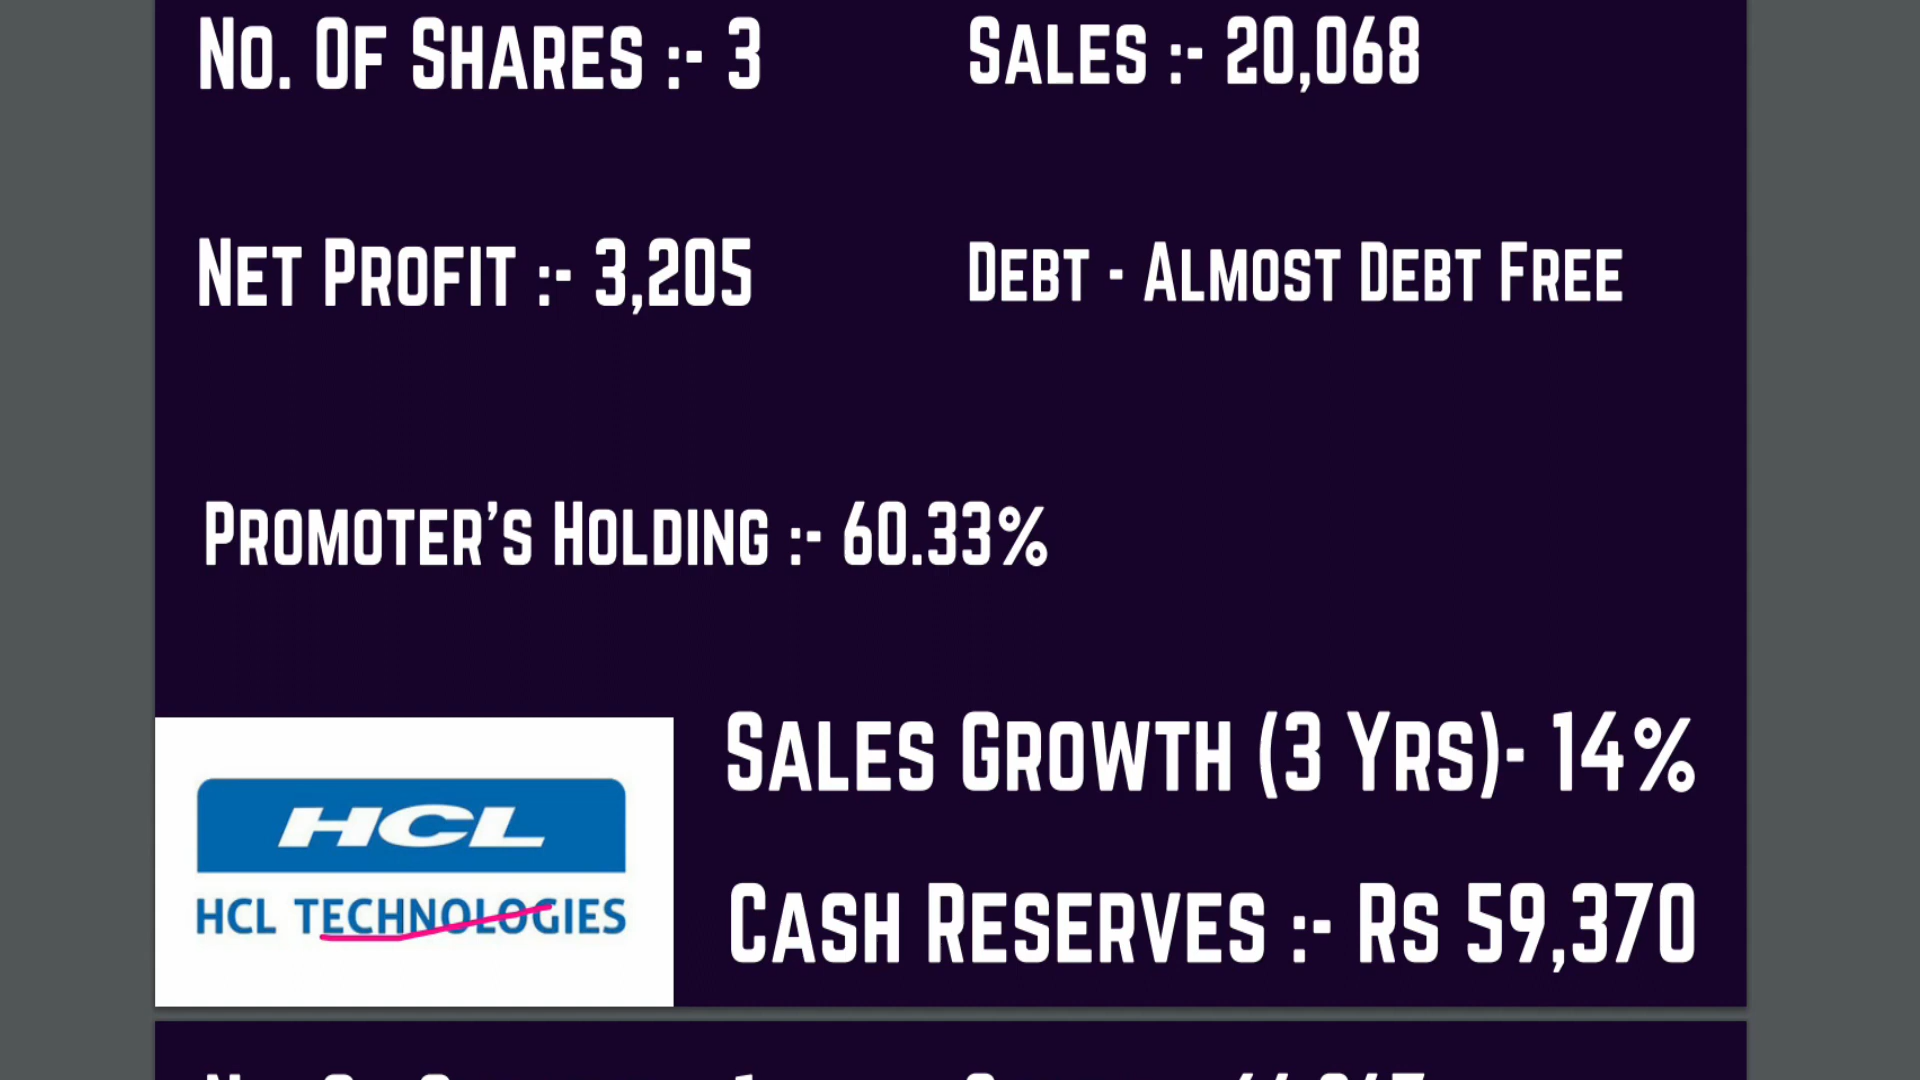 No. Of Shares :- 3
Sales :- 20,068
Net Profit :- 3,205
Debt - Almost Debt Free
Promoter's Holding :- 60.33%
Sales Growth (3 Yrs)- 14%
HCL
HCL TECHNOLOGIES
Cash Reserves :- Rs 59,370